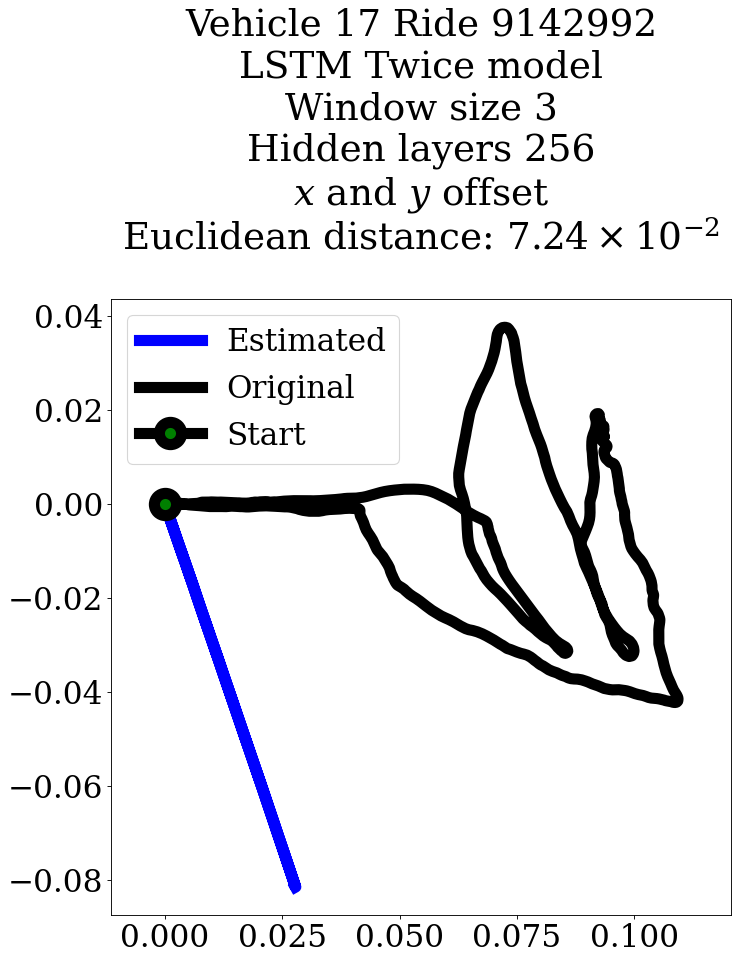 Vehicle 17 Ride 9142992
LSTM Twice model
Window size 3
Hidden layers 256
x and y offset
Euclidean distance: 7.24 × 10⁻²
0.04
0.02
0.00
−0.02
−0.04
−0.06
−0.08
Estimated
Original
Start
0.000 0.025 0.050 0.075 0.100